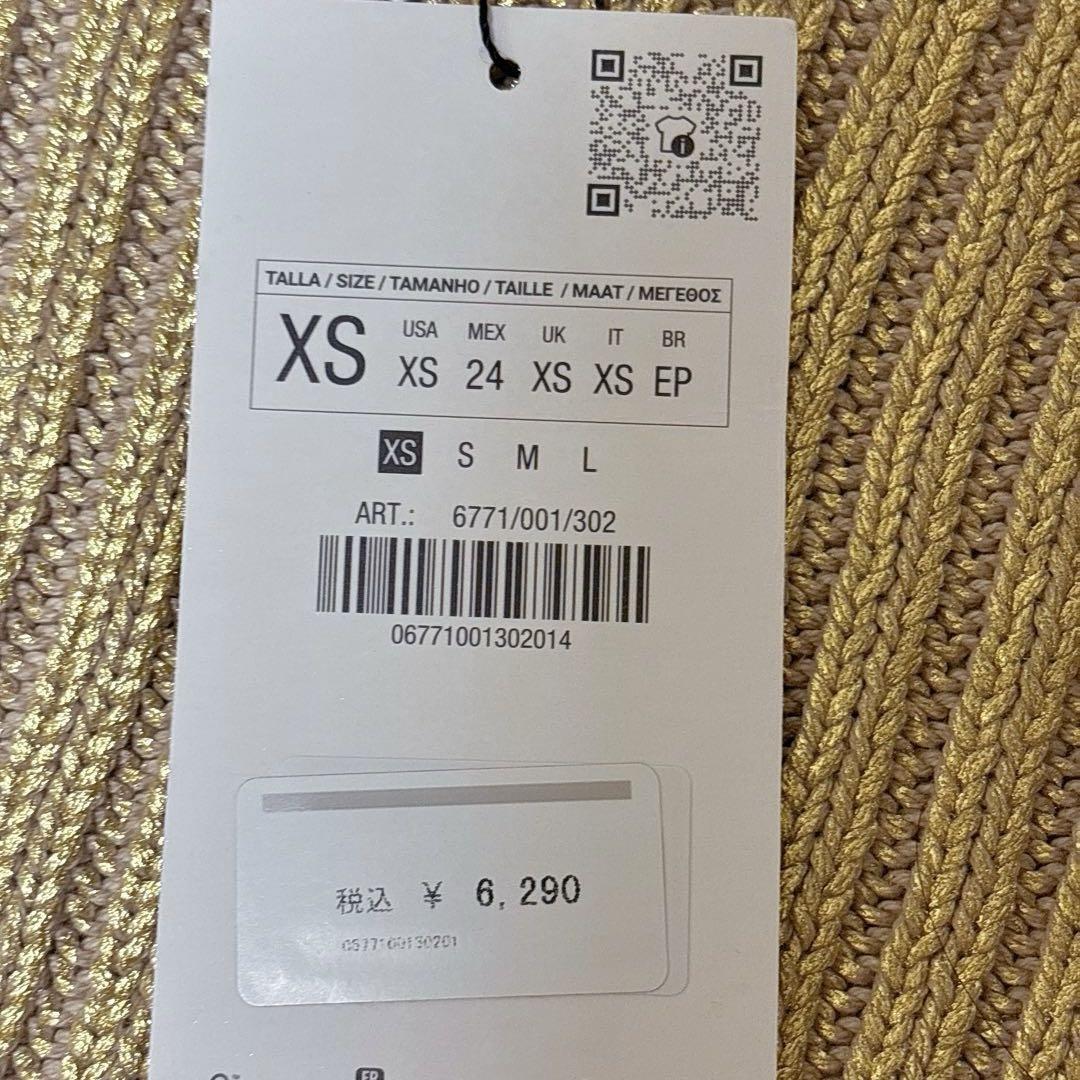 TALLA / SIZE / TAMANHO / TAILLE / MAAT / ΜΕΓΕΘΟΣ
XS
USA MEX UK IT BR
XS 24 XS XS EP
XS S M L
ART.: 6771/001/302
06771001302014
税込 ¥ 6,290
0677100130201